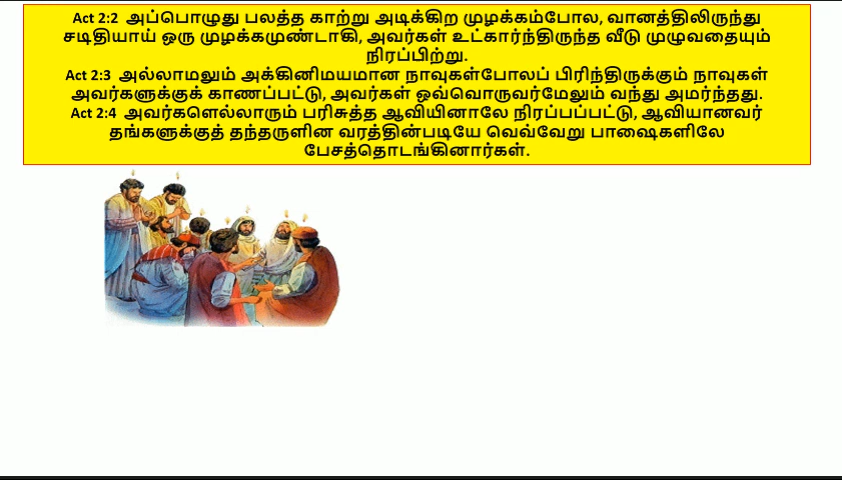 Act 2:2 அப்பொழுது பலத்த காற்று அடிக்கிற முழக்கம்போல, வானத்திலிருந்து
சடிதியாய் ஒரு முழக்கமுண்டாகி, அவர்கள் உட்கார்ந்திருந்த வீடு முழுவதையும்
நிரப்பிற்று.
Act 2:3 அல்லாமலும் அக்கினிமயமான நாவுகள்போலப் பிரிந்திருக்கும் நாவுகள்
அவர்களுக்குக் காணப்பட்டு, அவர்கள் ஒவ்வொருவர்மேலும் வந்து அமர்ந்தது.
Act 2:4 அவர்களெல்லாரும் பரிசுத்த ஆவியினாலே நிரப்பப்பட்டு, ஆவியானவர்
தங்களுக்குத் தந்தருளின வரத்தின்படியே வெவ்வேறு பாஷைகளிலே
பேசத்தொடங்கினார்கள்.